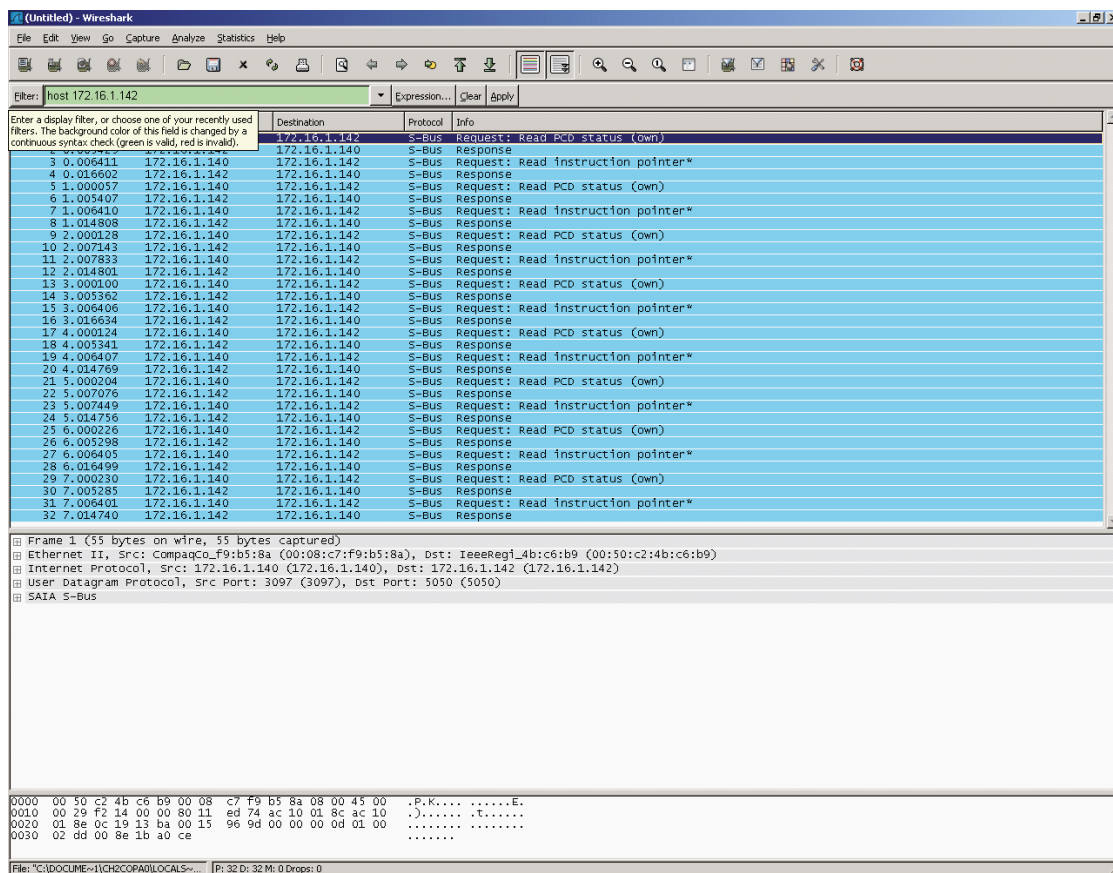 (Untitled) - Wireshark
File Edit View Go Capture Analyze Statistics Help
Filter: host 172.16.1.142 Expression... Clear Apply
Enter a display filter, or choose one of your recently used
filters. The background color of this field is changed by a
continuous syntax check (green is valid, red is invalid).
Destination Protocol Info
172.16.1.142 S-Bus Request: Read PCD status (own)
172.16.1.140 S-Bus Response
3 0.006411 172.16.1.140 172.16.1.142 S-Bus Request: Read instruction pointer*
4 0.016602 172.16.1.142 172.16.1.140 S-Bus Response
5 1.000057 172.16.1.140 172.16.1.142 S-Bus Request: Read PCD status (own)
6 1.005407 172.16.1.142 172.16.1.140 S-Bus Response
7 1.006410 172.16.1.140 172.16.1.142 S-Bus Request: Read instruction pointer*
8 1.014808 172.16.1.142 172.16.1.140 S-Bus Response
9 2.000128 172.16.1.140 172.16.1.142 S-Bus Request: Read PCD status (own)
10 2.007143 172.16.1.142 172.16.1.140 S-Bus Response
11 2.007833 172.16.1.140 172.16.1.142 S-Bus Request: Read instruction pointer*
12 2.014801 172.16.1.142 172.16.1.140 S-Bus Response
13 3.000100 172.16.1.140 172.16.1.142 S-Bus Request: Read PCD status (own)
14 3.005362 172.16.1.142 172.16.1.140 S-Bus Response
15 3.006406 172.16.1.140 172.16.1.142 S-Bus Request: Read instruction pointer*
16 3.016634 172.16.1.142 172.16.1.140 S-Bus Response
17 4.000124 172.16.1.140 172.16.1.142 S-Bus Request: Read PCD status (own)
18 4.005341 172.16.1.142 172.16.1.140 S-Bus Response
19 4.006407 172.16.1.140 172.16.1.142 S-Bus Request: Read instruction pointer*
20 4.014769 172.16.1.142 172.16.1.140 S-Bus Response
21 5.000204 172.16.1.140 172.16.1.142 S-Bus Request: Read PCD status (own)
22 5.007076 172.16.1.142 172.16.1.140 S-Bus Response
23 5.007449 172.16.1.140 172.16.1.142 S-Bus Request: Read instruction pointer*
24 5.014756 172.16.1.142 172.16.1.140 S-Bus Response
25 6.000226 172.16.1.140 172.16.1.142 S-Bus Request: Read PCD status (own)
26 6.005298 172.16.1.142 172.16.1.140 S-Bus Response
27 6.006405 172.16.1.140 172.16.1.142 S-Bus Request: Read instruction pointer*
28 6.016499 172.16.1.142 172.16.1.140 S-Bus Response
29 7.000230 172.16.1.140 172.16.1.142 S-Bus Request: Read PCD status (own)
30 7.005285 172.16.1.142 172.16.1.140 S-Bus Response
31 7.006401 172.16.1.140 172.16.1.142 S-Bus Request: Read instruction pointer*
32 7.014740 172.16.1.142 172.16.1.140 S-Bus Response
Frame 1 (55 bytes on wire, 55 bytes captured)
Ethernet II, Src: CompaqCo_f9:b5:8a (00:08:c7:f9:b5:8a), Dst: IeeeRegi_4b:c6:b9 (00:50:c2:4b:c6:b9)
Internet Protocol, Src: 172.16.1.140 (172.16.1.140), Dst: 172.16.1.142 (172.16.1.142)
User Datagram Protocol, Src Port: 3097 (3097), Dst Port: 5050 (5050)
SAIA S-Bus
0000 00 50 c2 4b c6 b9 00 08 c7 f9 b5 8a 08 00 45 00 .P.K.... ......E.
0010 00 29 f2 14 00 00 80 11 ed 74 ac 10 01 8c ac 10 .)...... .t......
0020 01 8e 0c 19 13 ba 00 15 96 9d 00 00 00 0d 01 00 ........ ........
0030 02 dd 00 8e 1b a0 ce .......
File: "C:\DOCUME~1\CH2COPA0\LOCALS~... P: 32 D: 32 M: 0 Drops: 0